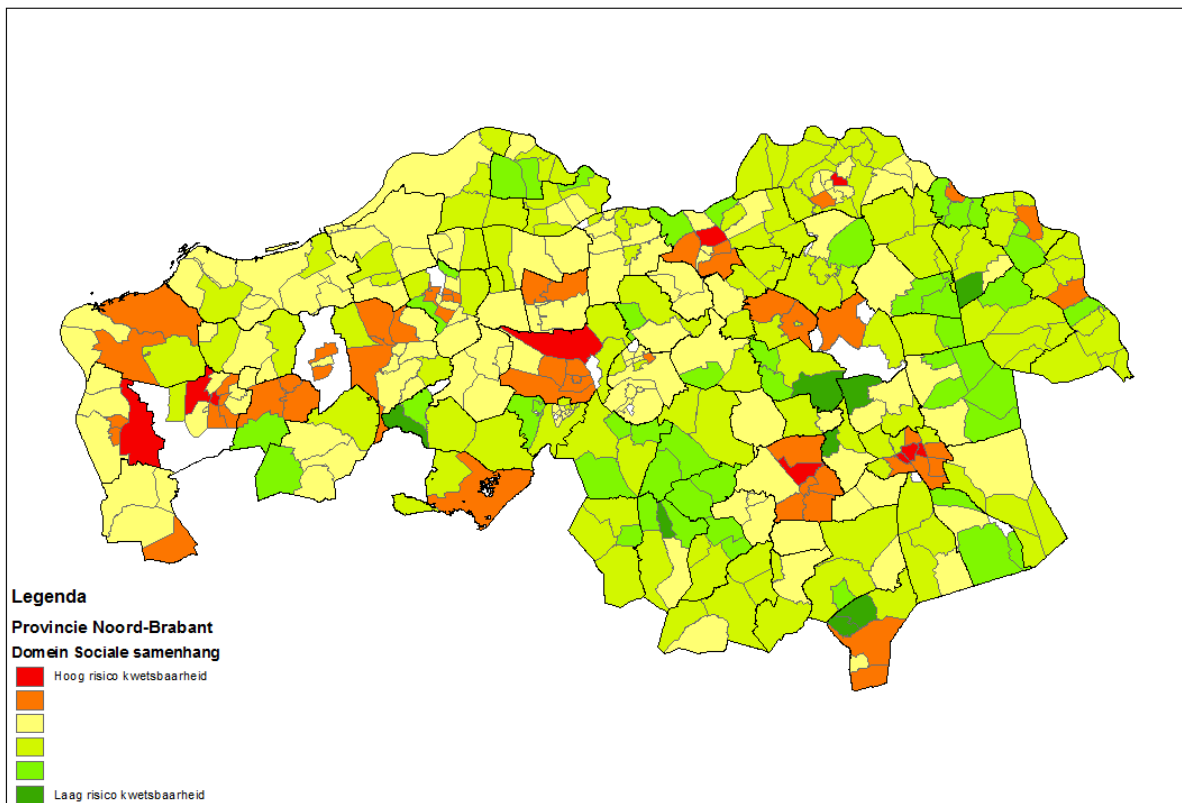 Legenda
Provincie Noord-Brabant
Domein Sociale samenhang
Hoog risico kwetsbaarheid
Laag risico kwetsbaarheid